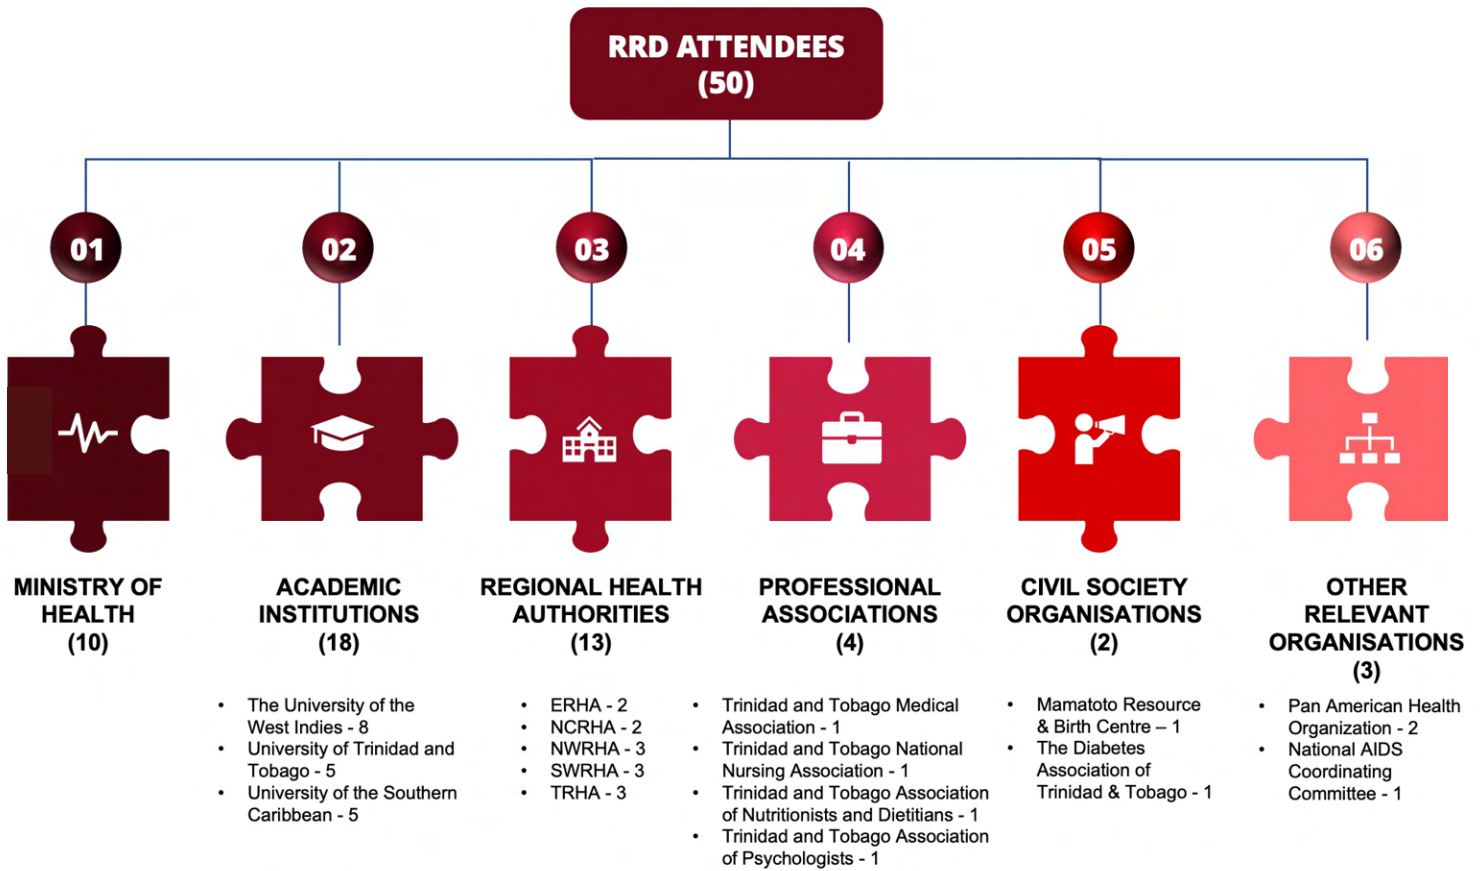 RRD ATTENDEES
(50)
01
02
03
04
05
06
MINISTRY OF
HEALTH
(10)
ACADEMIC
INSTITUTIONS
(18)
• The University of the
West Indies - 8
• University of Trinidad and
Tobago - 5
• University of the Southern
Caribbean - 5
REGIONAL HEALTH
AUTHORITIES
(13)
• ERHA - 2
• NCRHA - 2
• NWRHA - 3
• SWRHA - 3
• TRHA - 3
PROFESSIONAL
ASSOCIATIONS
(4)
• Trinidad and Tobago Medical
Association - 1
• Trinidad and Tobago National
Nursing Association - 1
• Trinidad and Tobago Association
of Nutritionists and Dietitians - 1
• Trinidad and Tobago Association
of Psychologists - 1
CIVIL SOCIETY
ORGANISATIONS
(2)
• Mamatoto Resource
& Birth Centre – 1
• The Diabetes
Association of
Trinidad & Tobago - 1
OTHER
RELEVANT
ORGANISATIONS
(3)
• Pan American Health
Organization - 2
• National AIDS
Coordinating
Committee - 1